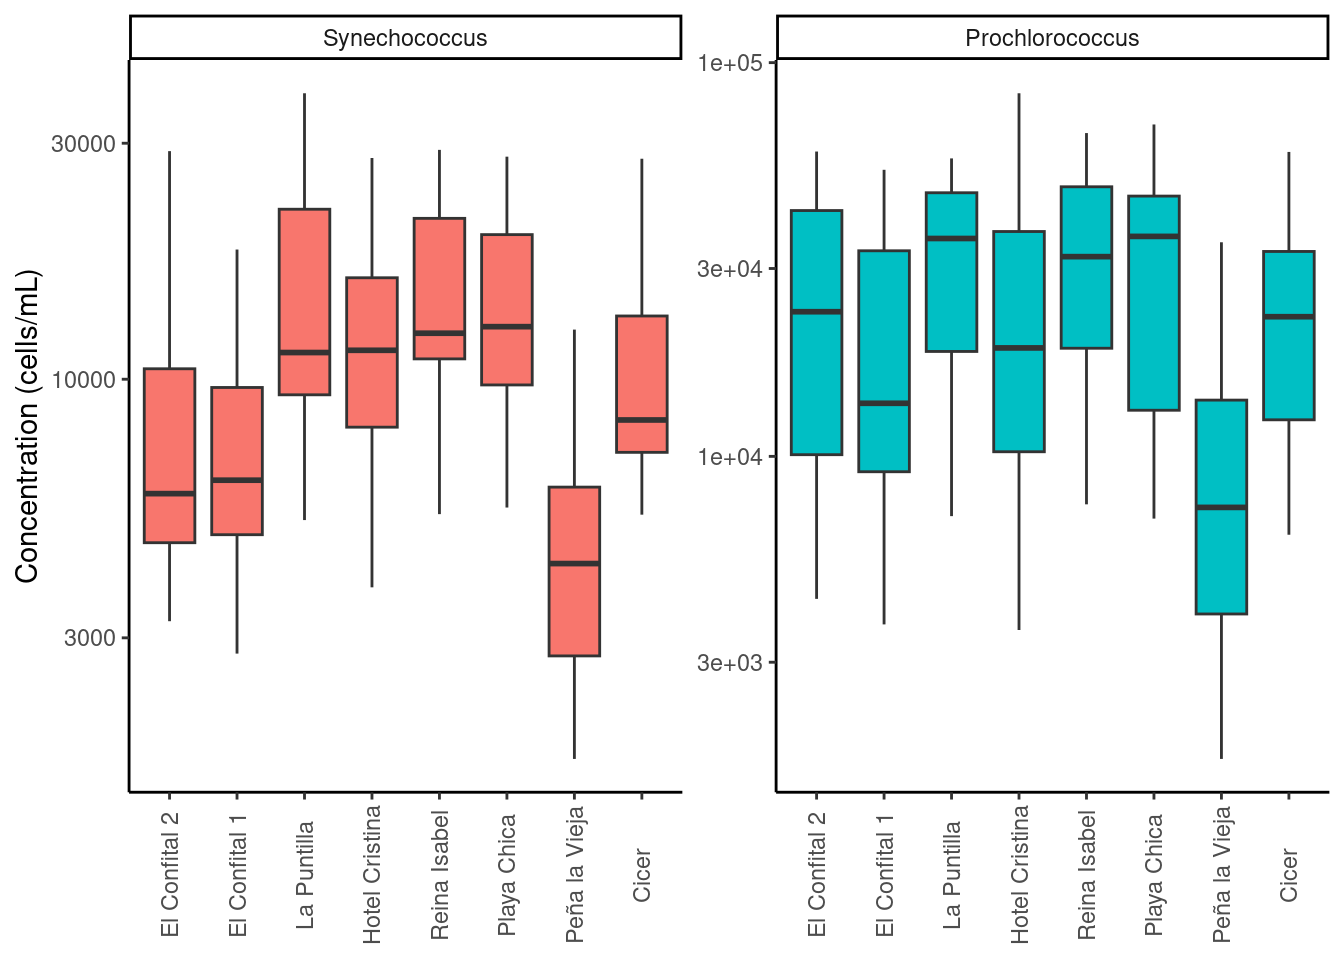 Synechococcus
Prochlorococcus
Concentration (cells/mL)
30000
10000
3000
1e+05
3e+04
1e+04
3e+03
El Confital 2
El Confital 1
La Puntilla
Hotel Cristina
Reina Isabel
Playa Chica
Peña la Vieja
Cicer
El Confital 2
El Confital 1
La Puntilla
Hotel Cristina
Reina Isabel
Playa Chica
Peña la Vieja
Cicer